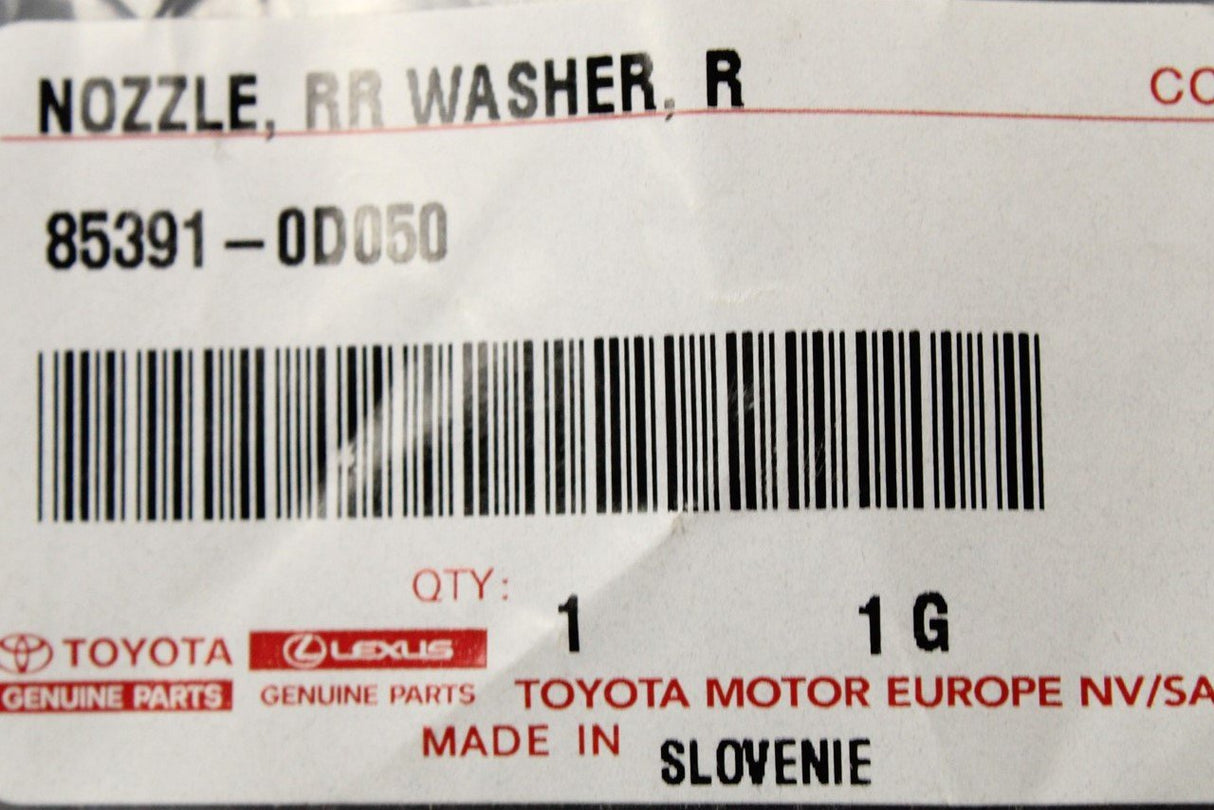 NOZZLE, RR WASHER, R
CO
85391-0D050
QTY:
1 1 G
TOYOTA LEXUS
GENUINE PARTS GENUINE PARTS TOYOTA MOTOR EUROPE NV/SA
MADE IN SLOVENIE